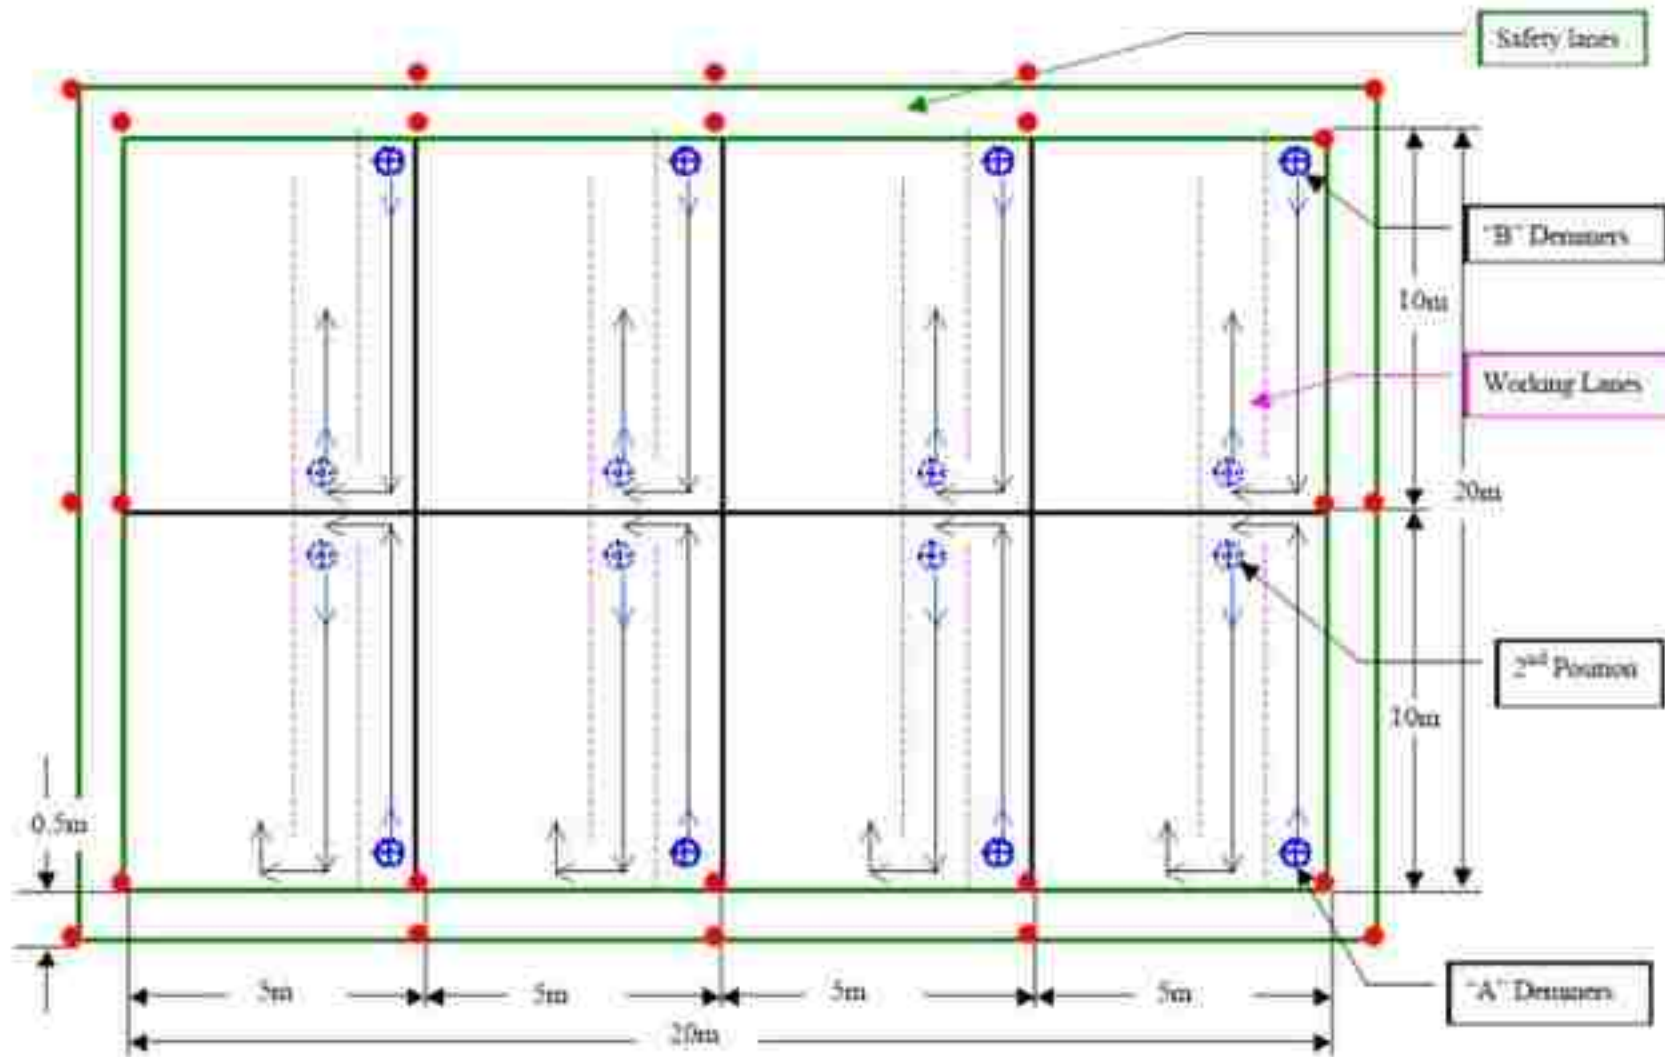 Safety lanes
"B" Deminers
10m
Working Lanes
20m
2nd Position
10m
0.5m
5m
5m
5m
5m
"A" Deminers
20m